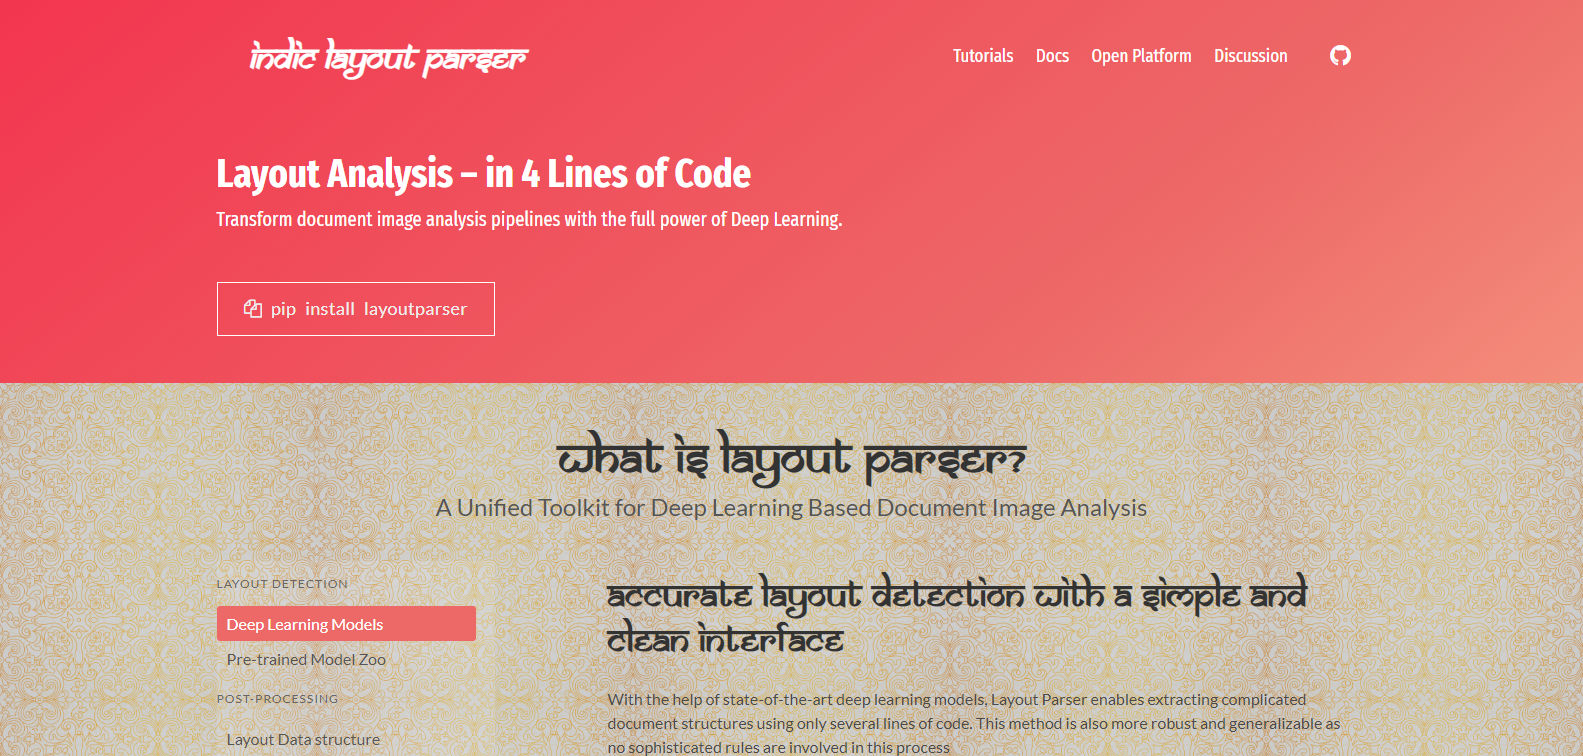 indic layout parser
Tutorials Docs Open Platform Discussion
Layout Analysis – in 4 Lines of Code
Transform document image analysis pipelines with the full power of Deep Learning.
pip install layoutparser
what is layout parser?
A Unified Toolkit for Deep Learning Based Document Image Analysis
LAYOUT DETECTION
Deep Learning Models
Pre-trained Model Zoo
POST-PROCESSING
Layout Data structure
accurate layout detection with a simple and
clean interface
With the help of state-of-the-art deep learning models, Layout Parser enables extracting complicated
document structures using only several lines of code. This method is also more robust and generalizable as
no sophisticated rules are involved in this process